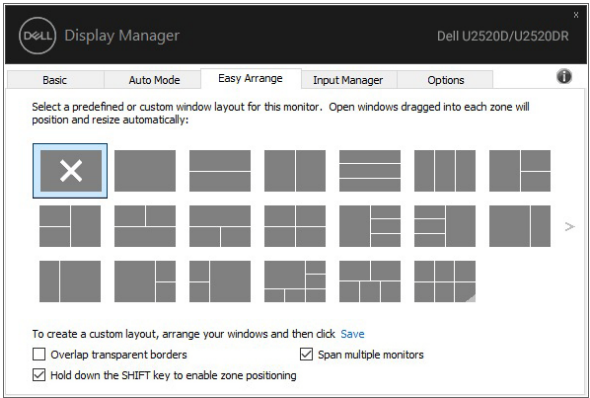 DELL Display Manager
x
Dell U2520D/U2520DR
Basic Auto Mode Easy Arrange Input Manager Options
i
Select a predefined or custom window layout for this monitor. Open windows dragged into each zone will
position and resize automatically:
>
To create a custom layout, arrange your windows and then click Save
Overlap transparent borders Span multiple monitors
Hold down the SHIFT key to enable zone positioning